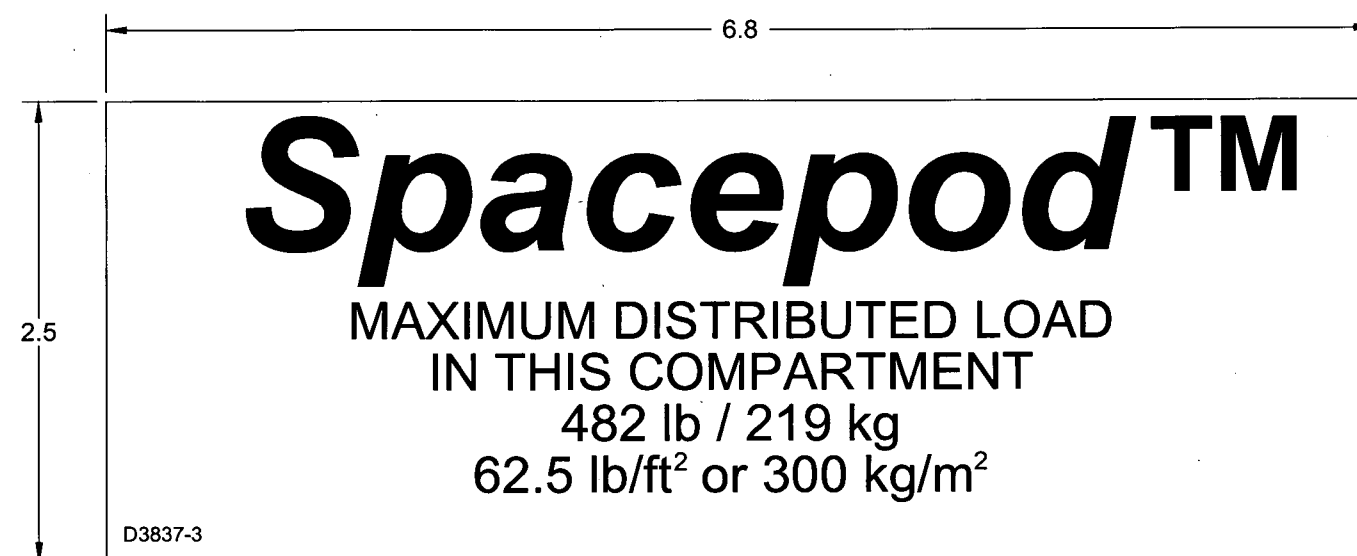 6.8
Spacepod™
2.5
MAXIMUM DISTRIBUTED LOAD
IN THIS COMPARTMENT
482 lb / 219 kg
62.5 lb/ft² or 300 kg/m²
D3837-3